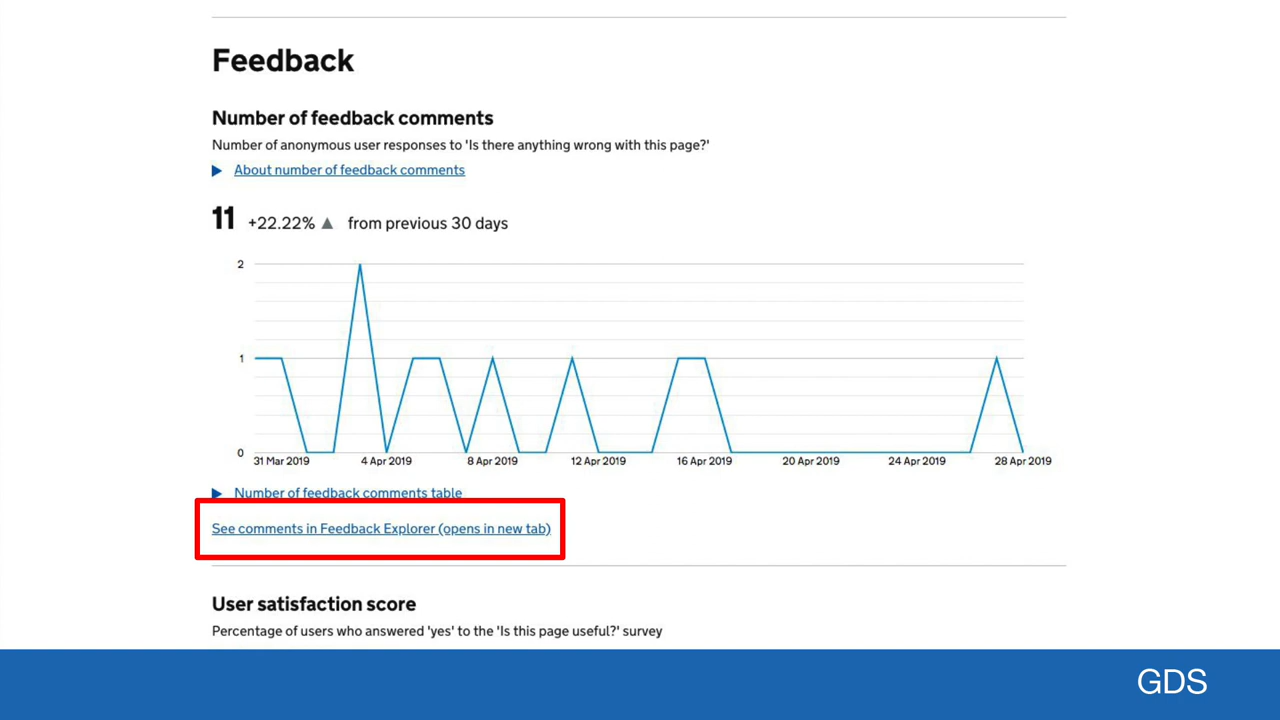 Feedback
Number of feedback comments
Number of anonymous user responses to 'Is there anything wrong with this page?'
About number of feedback comments
11 +22.22% ▲ from previous 30 days
2
1
0
31 Mar 2019 4 Apr 2019 8 Apr 2019 12 Apr 2019 16 Apr 2019 20 Apr 2019 24 Apr 2019 28 Apr 2019
Number of feedback comments table
See comments in Feedback Explorer (opens in new tab)
User satisfaction score
Percentage of users who answered 'yes' to the 'Is this page useful?' survey
GDS